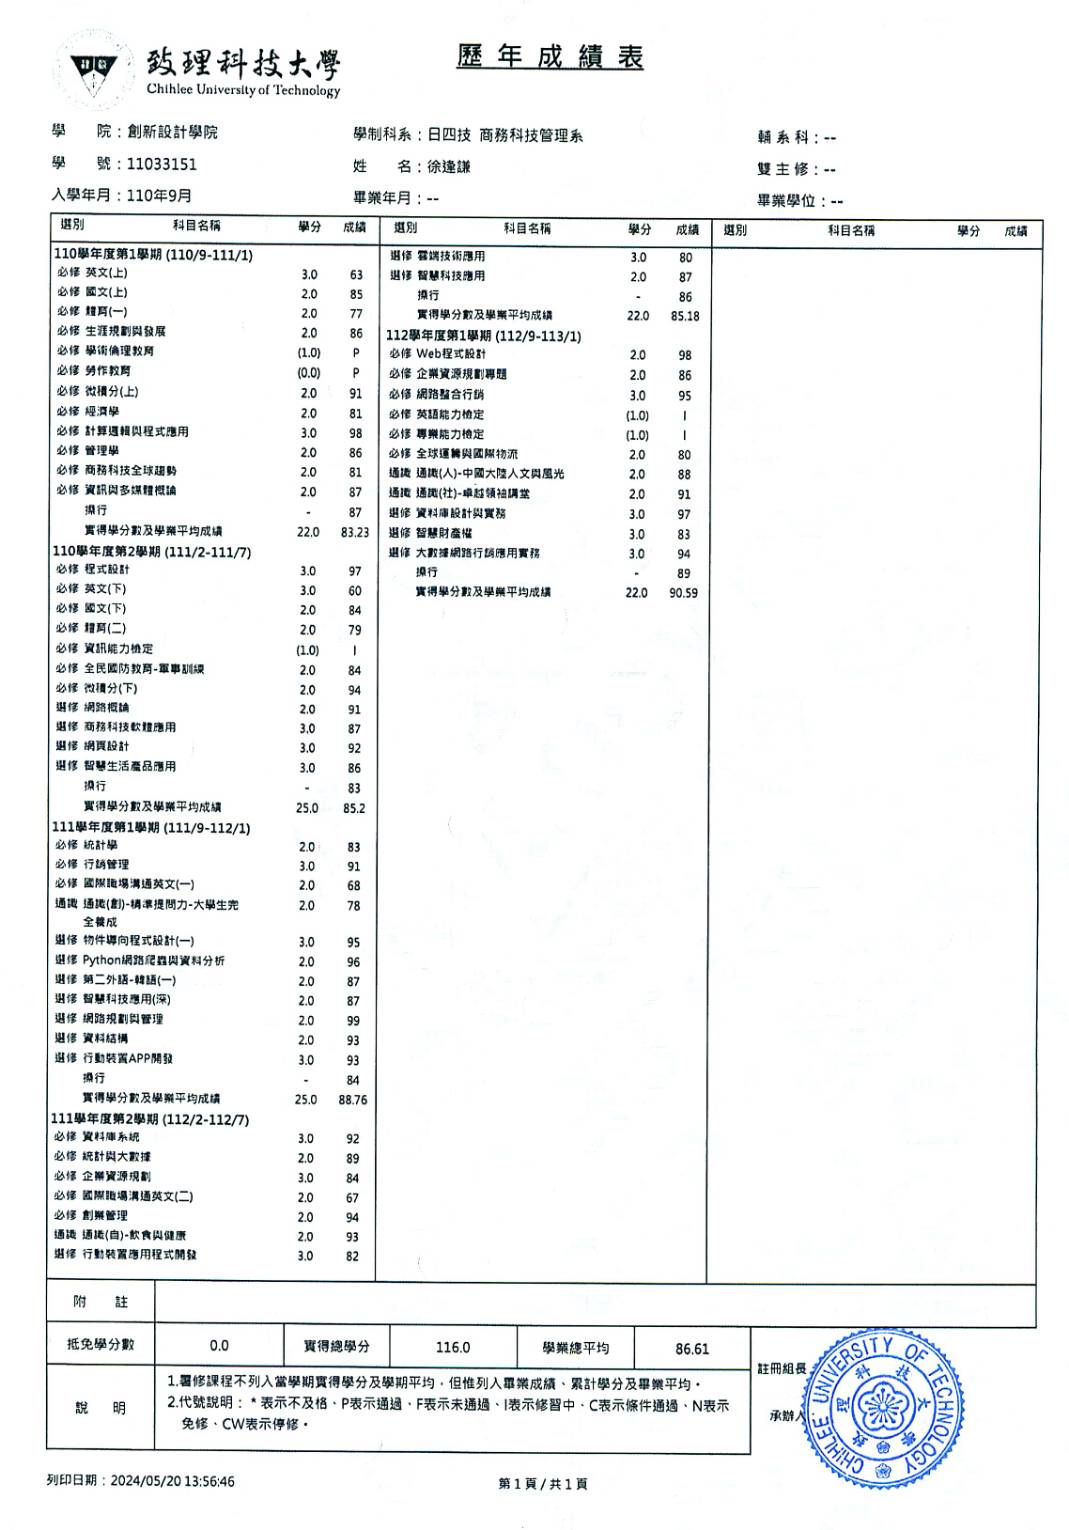 致理科技大學
Chihlee University of Technology
歷年成績表
學 院：創新設計學院 學制科系：日四技 商務科技管理系 輔系科：--
學 號：11033151 姓 名：徐逢謙 雙主修：--
入學年月：110年9月 畢業年月：-- 畢業學位：--
選別 科目名稱 學分 成績
110學年度第1學期 (110/9-111/1)
必修 英文(上) 3.0 63
必修 國文(上) 2.0 85
必修 體育(一) 2.0 77
必修 生涯規劃與發展 2.0 86
必修 學術倫理教育 (1.0) P
必修 勞作教育 (0.0) P
必修 微積分(上) 2.0 91
必修 經濟學 2.0 81
必修 計算邏輯與程式應用 3.0 98
必修 管理學 2.0 86
必修 商務科技全球趨勢 2.0 81
必修 資訊與多媒體概論 2.0 87
操行 - 87
實得學分數及學業平均成績 22.0 83.23
110學年度第2學期 (111/2-111/7)
必修 程式設計 3.0 97
必修 英文(下) 3.0 60
必修 國文(下) 2.0 84
必修 體育(二) 2.0 79
必修 資訊能力檢定 (1.0) I
必修 全民國防教育-軍事訓練 2.0 84
必修 微積分(下) 2.0 94
選修 網路概論 2.0 91
選修 商務科技軟體應用 3.0 87
選修 網頁設計 3.0 92
選修 智慧生活產品應用 3.0 86
操行 - 83
實得學分數及學業平均成績 25.0 85.2
111學年度第1學期 (111/9-112/1)
必修 統計學 2.0 83
必修 行銷管理 3.0 91
必修 國際職場溝通英文(一) 2.0 68
通識 通識(創)-精準提問力-大學生完 2.0 78
全養成
選修 物件導向程式設計(一) 3.0 95
選修 Python網路爬蟲與資料分析 2.0 96
選修 第二外語-韓語(一) 2.0 87
選修 智慧科技應用(深) 2.0 87
選修 網路規劃與管理 2.0 99
選修 資料結構 2.0 93
選修 行動裝置APP開發 3.0 93
操行 - 84
實得學分數及學業平均成績 25.0 88.76
111學年度第2學期 (112/2-112/7)
必修 資料庫系統 3.0 92
必修 統計與大數據 2.0 89
必修 企業資源規劃 3.0 84
必修 國際職場溝通英文(二) 2.0 67
必修 創業管理 2.0 94
通識 通識(自)-飲食與健康 2.0 93
選修 行動裝置應用程式開發 3.0 82
選別 科目名稱 學分 成績
選修 雲端技術應用 3.0 80
選修 智慧科技應用 2.0 87
操行 - 86
實得學分數及學業平均成績 22.0 85.18
112學年度第1學期 (112/9-113/1)
必修 Web程式設計 2.0 98
必修 企業資源規劃專題 2.0 86
必修 網路整合行銷 3.0 95
必修 英語能力檢定 (1.0) I
必修 專業能力檢定 (1.0) I
必修 全球運籌與國際物流 2.0 80
通識 通識(人)-中國大陸人文與風光 2.0 88
通識 通識(社)-卓越領袖講堂 2.0 91
選修 資料庫設計與實務 3.0 97
選修 智慧財產權 3.0 83
選修 大數據網路行銷應用實務 3.0 94
操行 - 89
實得學分數及學業平均成績 22.0 90.59
選別 科目名稱 學分 成績
附 註
抵免學分數 0.0 實得總學分 116.0 學業總平均 86.61
說 明
1.暑修課程不列入當學期實得學分及學期平均，但惟列入畢業成績、累計學分及畢業平均。
2.代號說明：*表示不及格、P表示通過、F表示未通過、I表示修習中、C表示條件通過、N表示
免修、CW表示停修。
註冊組長
承辦人
CHIHLEE UNIVERSITY OF TECHNOLOGY
致理科技大學
列印日期：2024/05/20 13:56:46 第1頁/共1頁